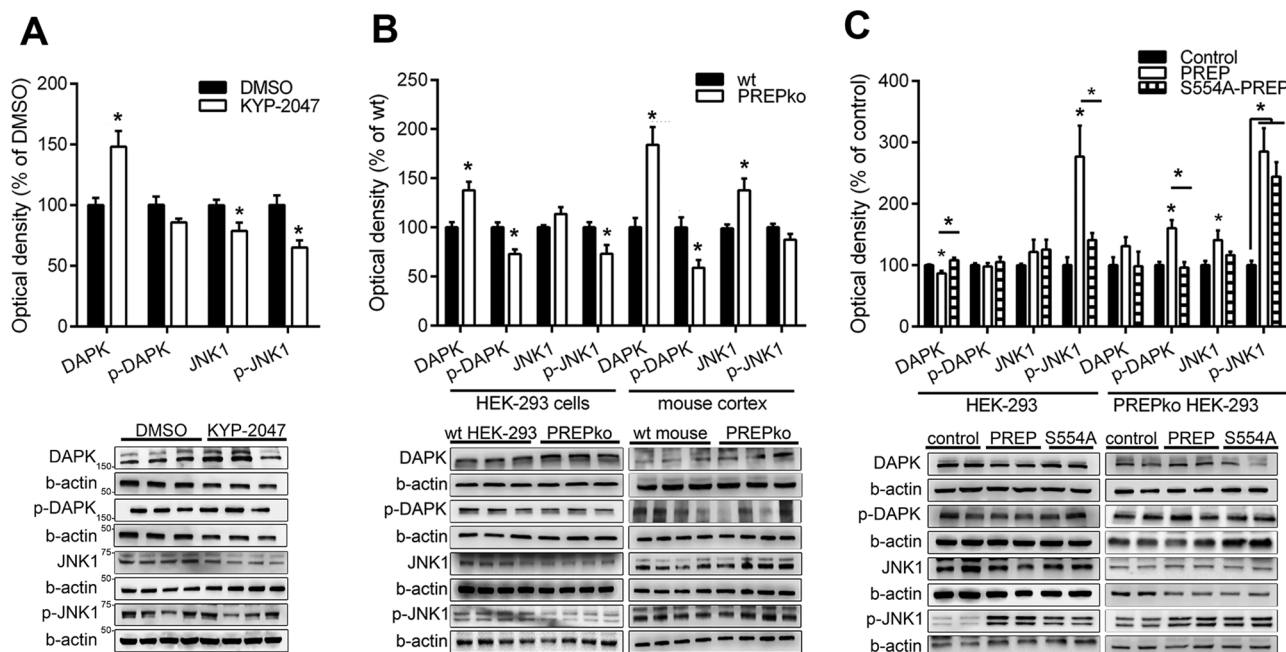 A
Optical density (% of DMSO)
200
150
100
50
0
DMSO
KYP-2047
*
*
*
DAPK
p-DAPK
JNK1
p-JNK1
DMSO KYP-2047
DAPK
150
b-actin
50
p-DAPK
150
b-actin
50
JNK1
75
b-actin
50
p-JNK1
75
b-actin
50
B
Optical density (% of wt)
250
200
150
100
50
0
wt
PREPko
* * * * * *
DAPK
p-DAPK
JNK1
p-JNK1
DAPK
p-DAPK
JNK1
p-JNK1
HEK-293 cells mouse cortex
wt HEK-293 PREPko wt mouse PREPko
DAPK
b-actin
p-DAPK
b-actin
JNK1
b-actin
p-JNK1
b-actin
C
Optical density (% of control)
400
300
200
100
0
Control
PREP
S554A-PREP
* * * * * * * *
DAPK
p-DAPK
JNK1
p-JNK1
DAPK
p-DAPK
JNK1
p-JNK1
HEK-293 PREPko HEK-293
control PREP S554A control PREP S554A
DAPK
b-actin
p-DAPK
b-actin
JNK1
b-actin
p-JNK1
b-actin